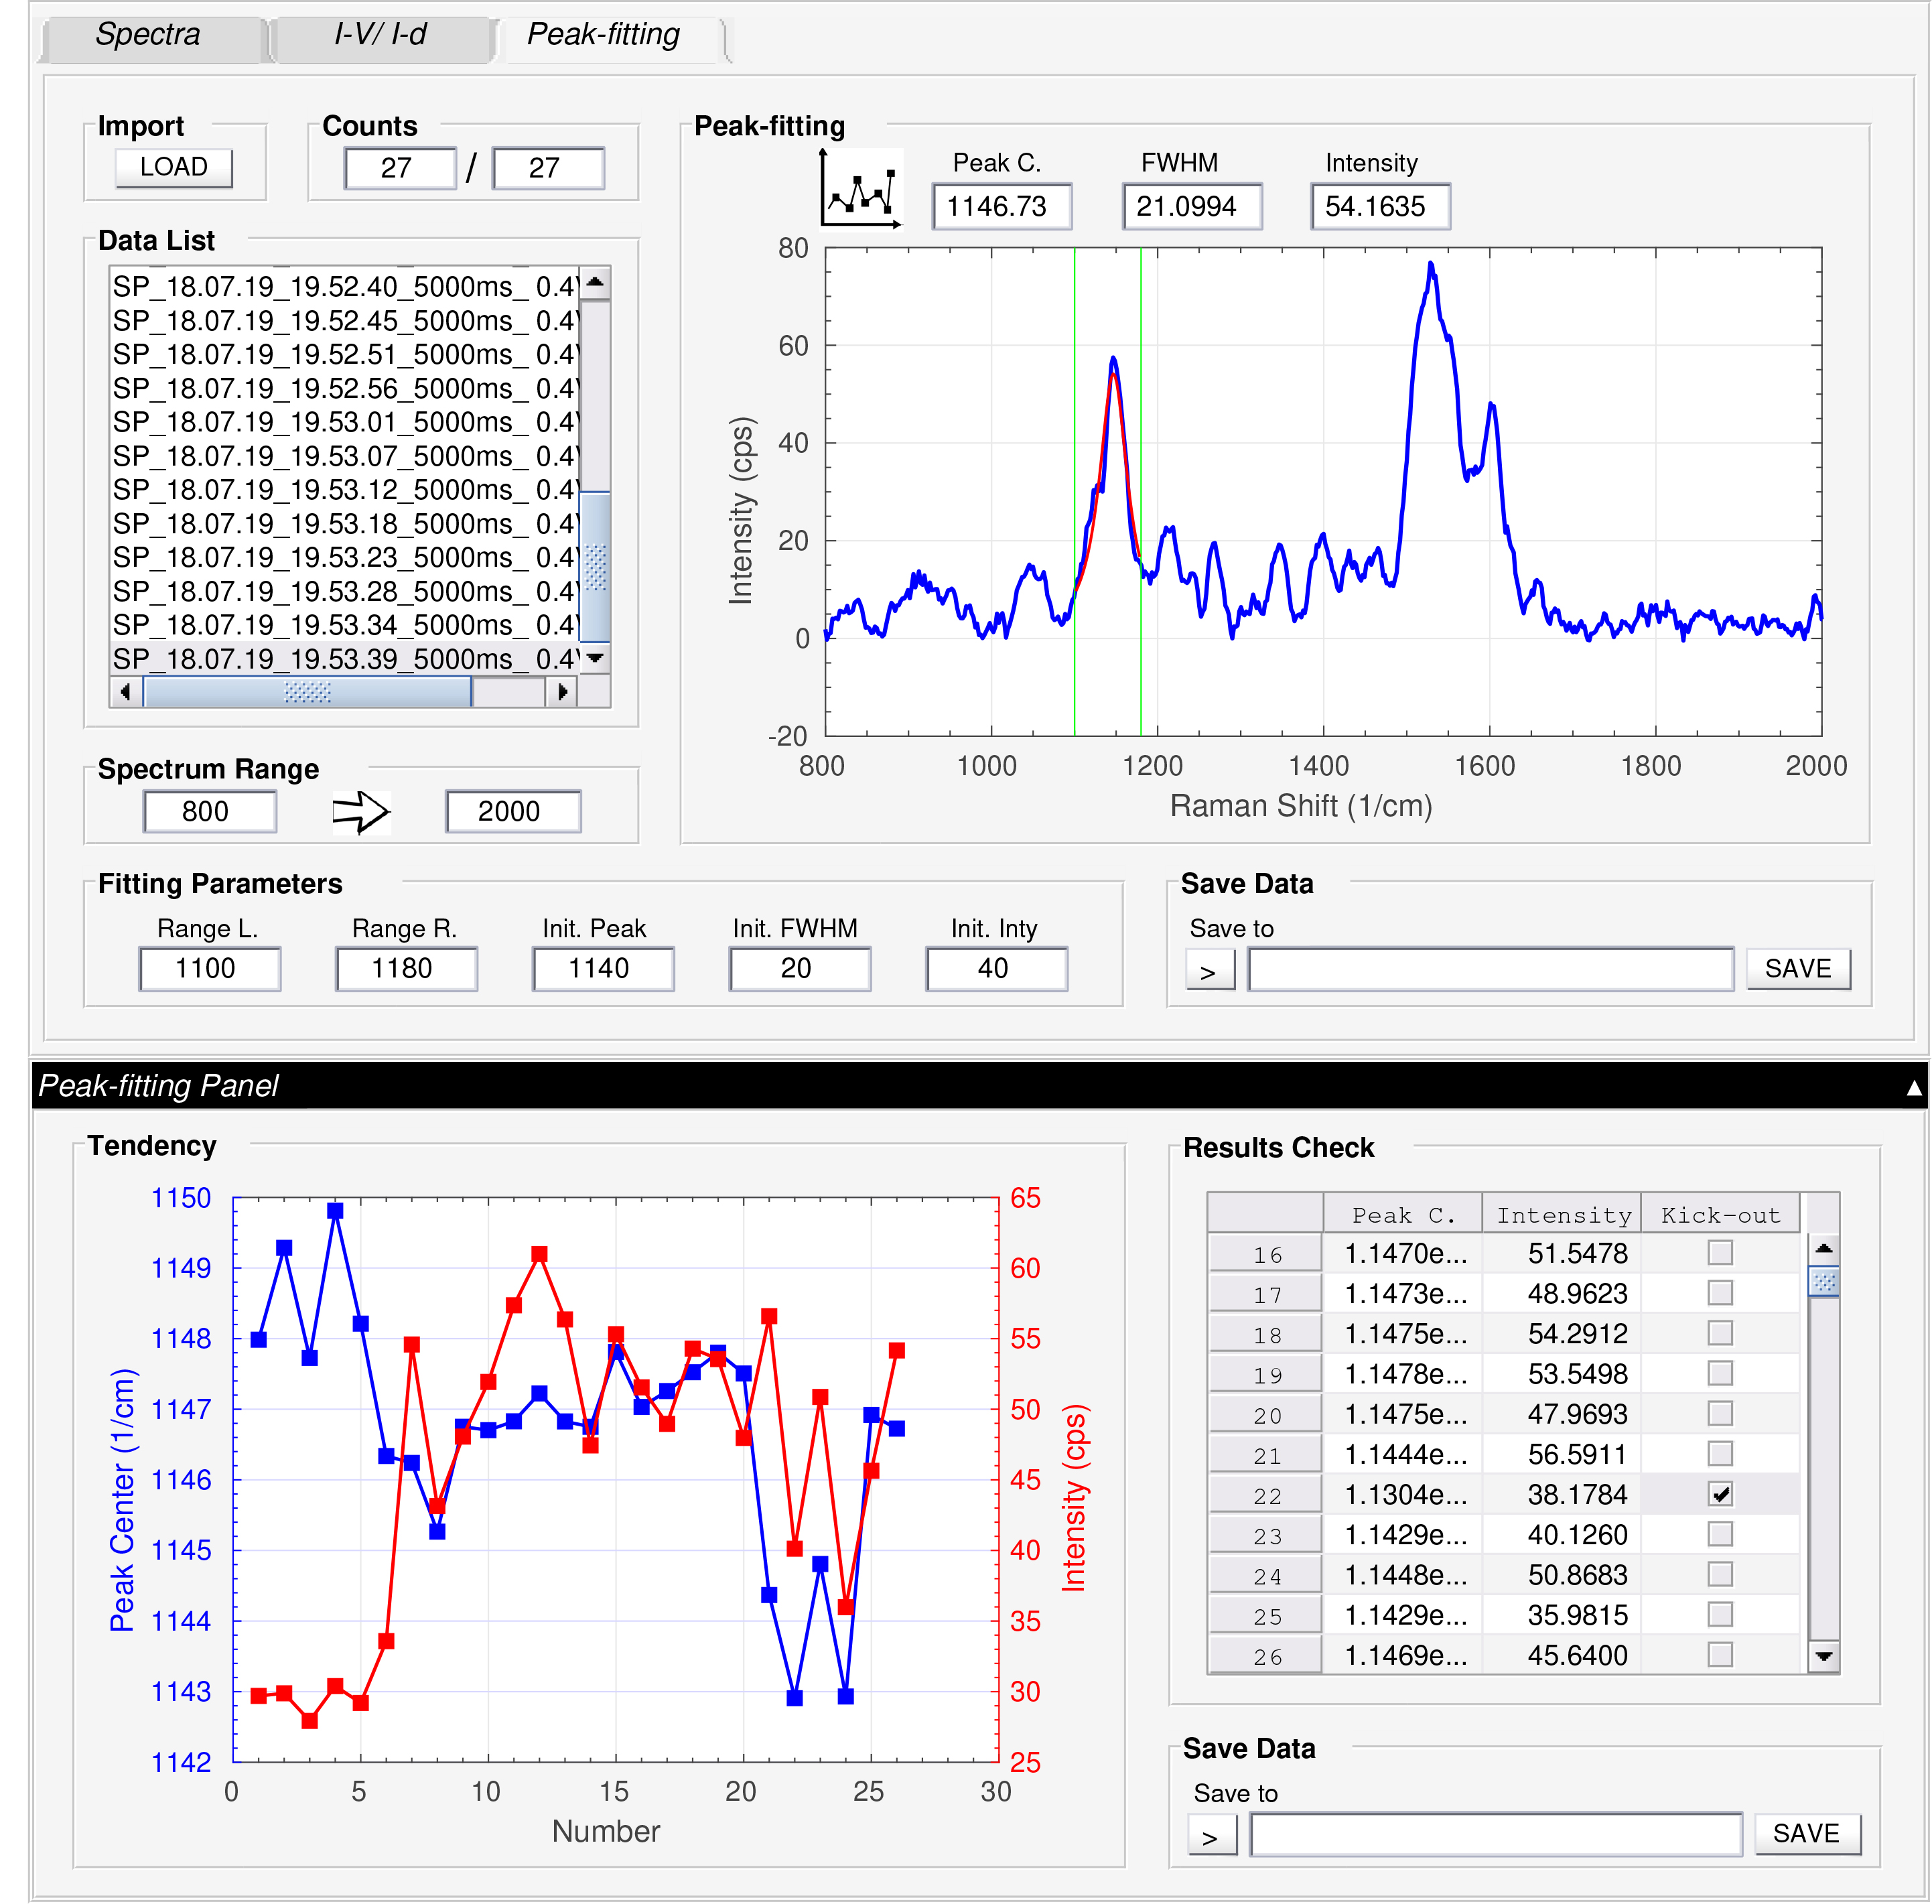 Spectra
I-V/ I-d
Peak-fitting
Import
LOAD
Counts
27 / 27
Data List
SP_18.07.19_19.52.40_5000ms_ 0.4
SP_18.07.19_19.52.45_5000ms_ 0.4
SP_18.07.19_19.52.51_5000ms_ 0.4
SP_18.07.19_19.52.56_5000ms_ 0.4
SP_18.07.19_19.53.01_5000ms_ 0.4
SP_18.07.19_19.53.07_5000ms_ 0.4
SP_18.07.19_19.53.12_5000ms_ 0.4
SP_18.07.19_19.53.18_5000ms_ 0.4
SP_18.07.19_19.53.23_5000ms_ 0.4
SP_18.07.19_19.53.28_5000ms_ 0.4
SP_18.07.19_19.53.34_5000ms_ 0.4
SP_18.07.19_19.53.39_5000ms_ 0.4
Spectrum Range
800
2000
Peak-fitting
Peak C. FWHM Intensity
1146.73 21.0994 54.1635
80
60
40
20
0
-20
Intensity (cps)
800 1000 1200 1400 1600 1800 2000
Raman Shift (1/cm)
Fitting Parameters
Range L. Range R. Init. Peak Init. FWHM Init. Inty
1100 1180 1140 20 40
Save Data
Save to
> SAVE
Peak-fitting Panel ▲
Tendency
1150
1149
1148
1147
1146
1145
1144
1143
1142
Peak Center (1/cm)
65
60
55
50
45
40
35
30
25
Intensity (cps)
0 5 10 15 20 25 30
Number
Results Check
Peak C. Intensity Kick-out
16 1.1470e... 51.5478
17 1.1473e... 48.9623
18 1.1475e... 54.2912
19 1.1478e... 53.5498
20 1.1475e... 47.9693
21 1.1444e... 56.5911
22 1.1304e... 38.1784
23 1.1429e... 40.1260
24 1.1448e... 50.8683
25 1.1429e... 35.9815
26 1.1469e... 45.6400
Save Data
Save to
> SAVE